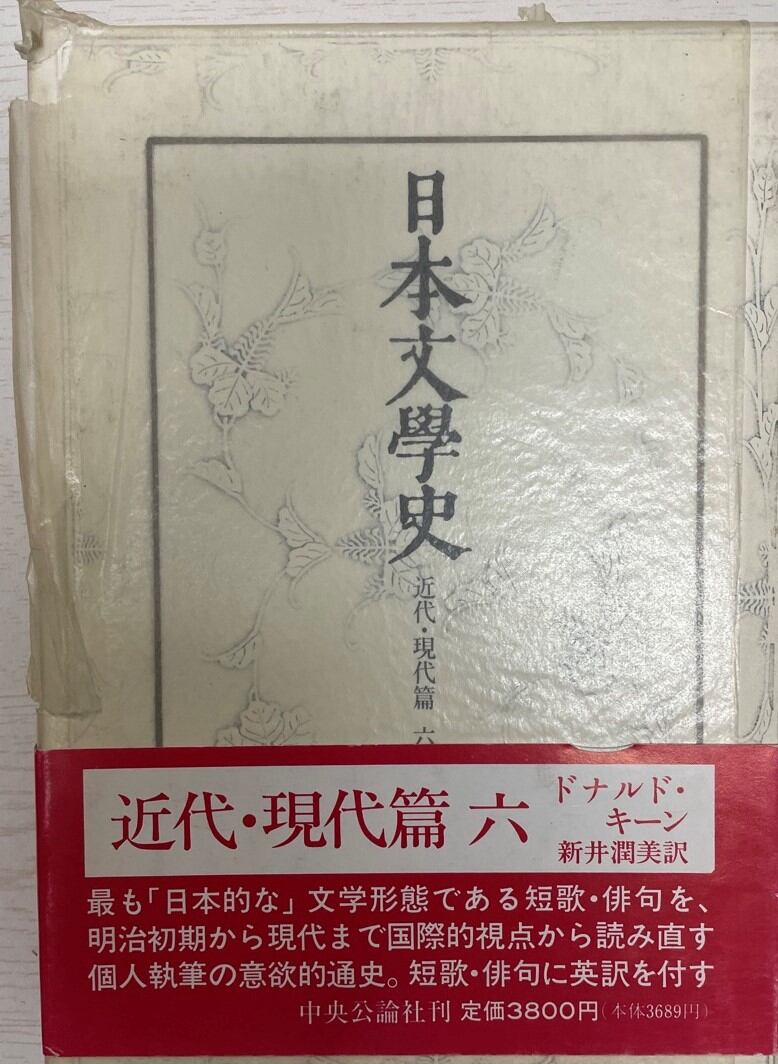 日本文學史
近代・現代篇 六
近代・現代篇 六
ドナルド・
キーン
新井潤美訳
最も「日本的な」文学形態である短歌・俳句を、
明治初期から現代まで国際的視点から読み直す
個人執筆の意欲的通史。短歌・俳句に英訳を付す
中央公論社刊 定価3800円(本体3689円)